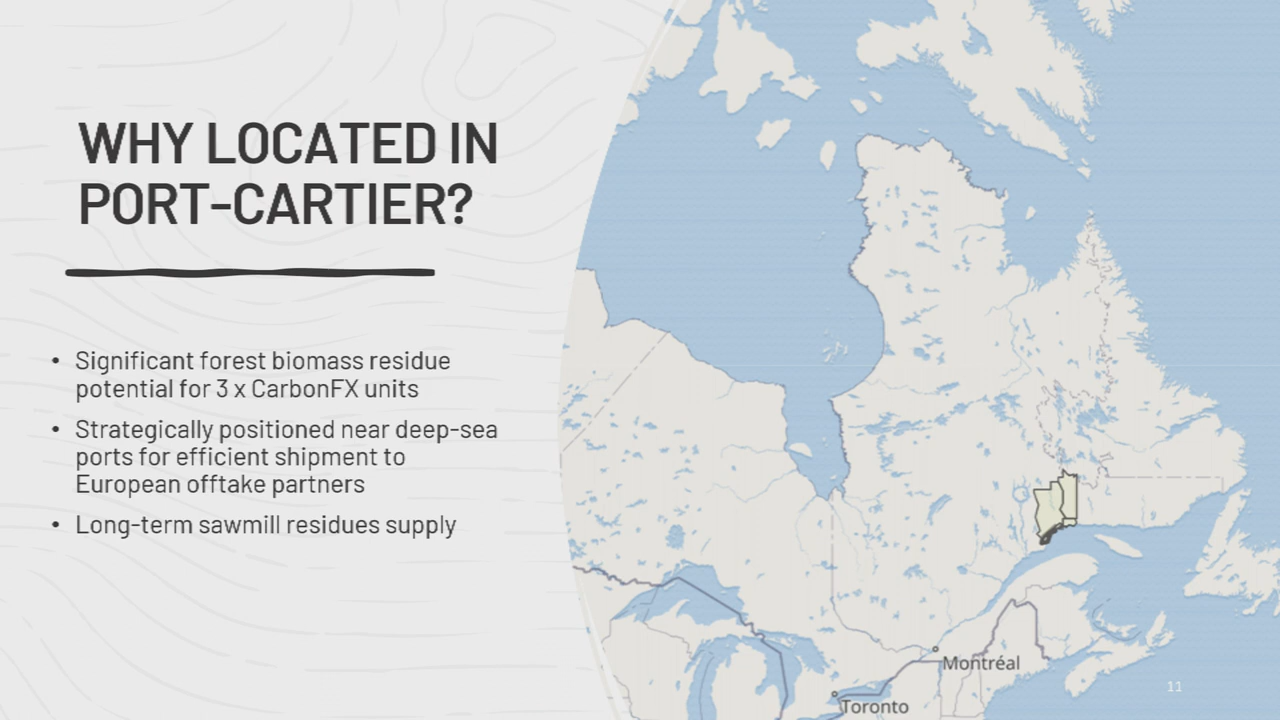 WHY LOCATED IN
PORT-CARTIER?
• Significant forest biomass residue
potential for 3 x CarbonFX units
• Strategically positioned near deep-sea
ports for efficient shipment to
European offtake partners
• Long-term sawmill residues supply
Montréal
Toronto
11